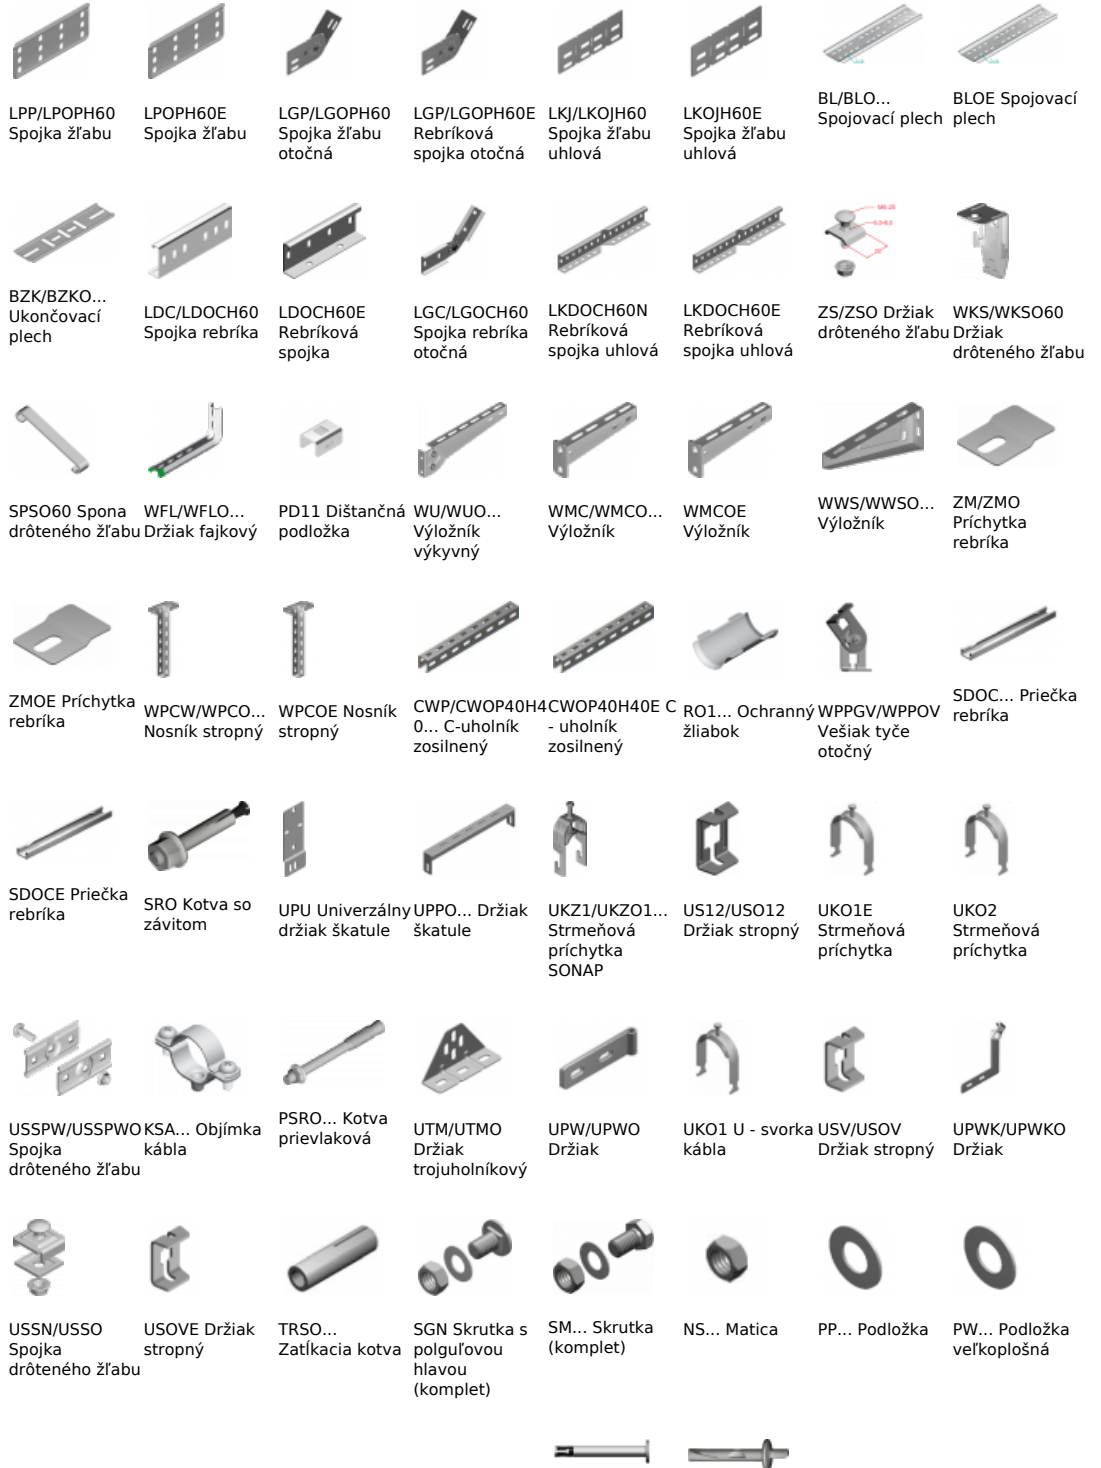 LPP/LPOPH60
Spojka žľabu
LPOPH60E
Spojka žľabu
LGP/LGOPH60
Spojka žľabu
otočná
LGP/LGOPH60E
Rebríková
spojka otočná
LKJ/LKOJH60
Spojka žľabu
uhlová
LKOJH60E
Spojka žľabu
uhlová
BL/BLO...
Spojovací plech
BLOE Spojovací
plech
BZK/BZKO...
Ukončovací
plech
LDC/LDOCH60
Spojka rebríka
LDOCH60E
Rebríková
spojka
LGC/LGOCH60
Spojka rebríka
otočná
LKDOCH60N
Rebríková
spojka uhlová
LKDOCH60E
Rebríková
spojka uhlová
ZS/ZSO Držiak
drôteného žľabu
WKS/WKSO60
Držiak
drôteného žľabu
SPSO60 Spona
drôteného žľabu
WFL/WFLO...
Držiak fajkový
PD11 Dištančná
podložka
WU/WUO...
Výložník
výkyvný
WMC/WMCO...
Výložník
WMCOE
Výložník
WWS/WWSO...
Výložník
ZM/ZMO
Príchytka
rebríka
ZMOE Príchytka
rebríka
WPCW/WPCO...
Nosník stropný
WPCOE Nosník
stropný
CWP/CWOP40H4
0... C-uholník
zosilnený
CWOP40H40E C
- uholník
zosilnený
RO1... Ochranný
žliabok
WPPGV/WPPOV
Vešiak tyče
otočný
SDOC... Priečka
rebríka
SDOCE Priečka
rebríka
SRO Kotva so
závitom
UPU Univerzálny
držiak škatule
UPPO... Držiak
škatule
UKZ1/UKZO1...
Strmeňová
príchytka
SONAP
US12/USO12
Držiak stropný
UKO1E
Strmeňová
príchytka
UKO2
Strmeňová
príchytka
USSPW/USSPWO
Spojka
drôteného žľabu
KSA... Objímka
kábla
PSRO... Kotva
prievlaková
UTM/UTMO
Držiak
trojuholníkový
UPW/UPWO
Držiak
UKO1 U - svorka
kábla
USV/USOV
Držiak stropný
UPWK/UPWKO
Držiak
USSN/USSO
Spojka
drôteného žľabu
USOVE Držiak
stropný
TRSO...
Zatĺkacia kotva
SGN Skrutka s
polguľovou
hlavou
(komplet)
SM... Skrutka
(komplet)
NS... Matica
PP... Podložka
PW... Podložka
veľkoplošná